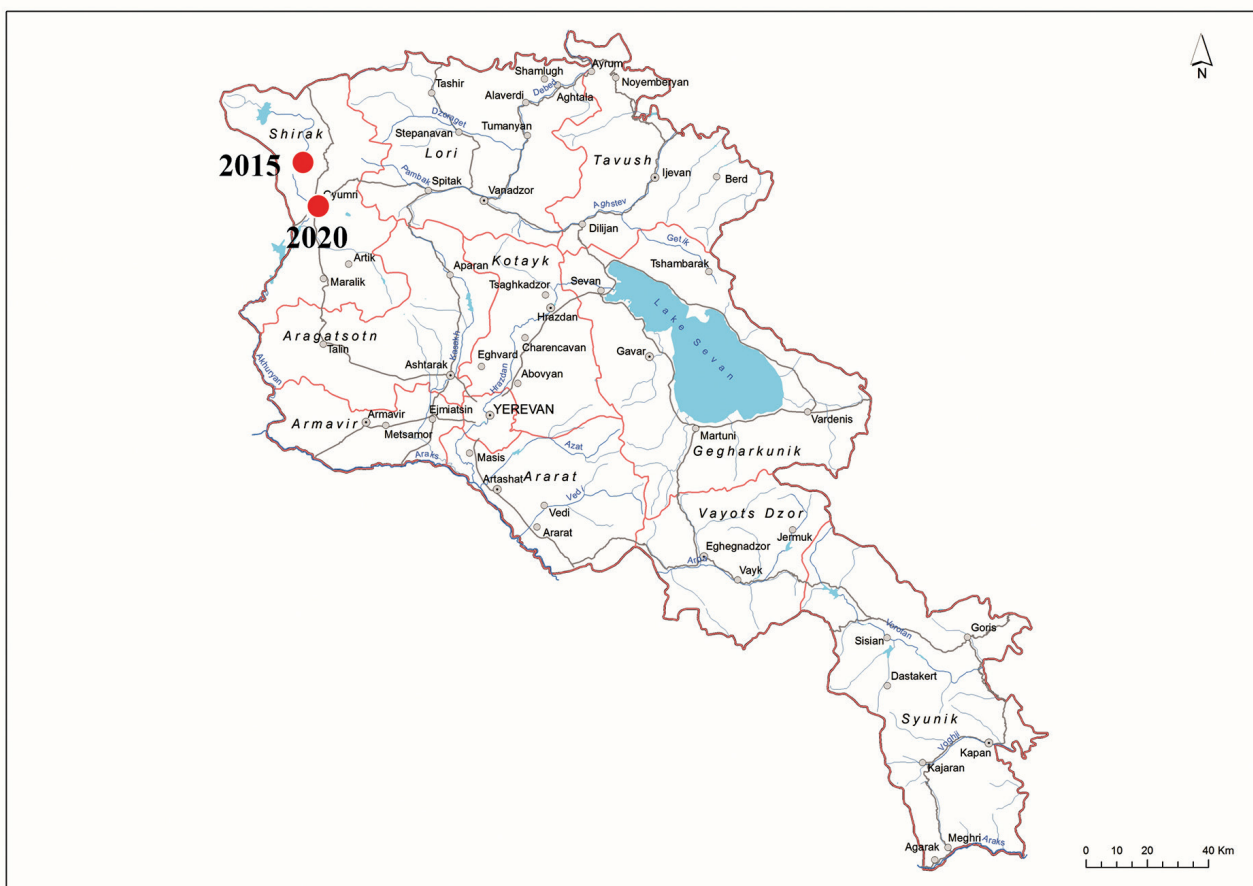 N
Ayrum
Shamlugh
Noyemberyan
Tashir
Debed
Aghtala
Alaverdi
Dzoraget
Tumanyan
Shirak
Stepanavan
Lori
Tavush
2015
Pambak
Ijevan
Berd
Spitak
Gyumri
Vanadzor
Aghstev
2020
Dilijan
Getik
Artik
Kotayk
Tshambarak
Aparan
Maralik
Tsaghkadzor
Sevan
Hrazdan
Lake Sevan
Aragatsotn
Talin
Charencavan
Kasakh
Gavar
Eghvard
Ashtarak
Hrazdan
Akhuryan
Abovyan
Ejmiatsin
YEREVAN
Armavir
Armavir
Metsamor
Vardenis
Martuni
Azat
Gegharkunik
Araks
Masis
Ararat
Artashat
Vedi
Vedi
Vayots Dzor
Ararat
Jermuk
Eghegnadzor
Arpa
Vayk
Vorotan
Goris
Sisian
Dastakert
Syunik
Voghji
Kapan
Kajaran
Meghri
Araks
Agarak
0 10 20 40 Km